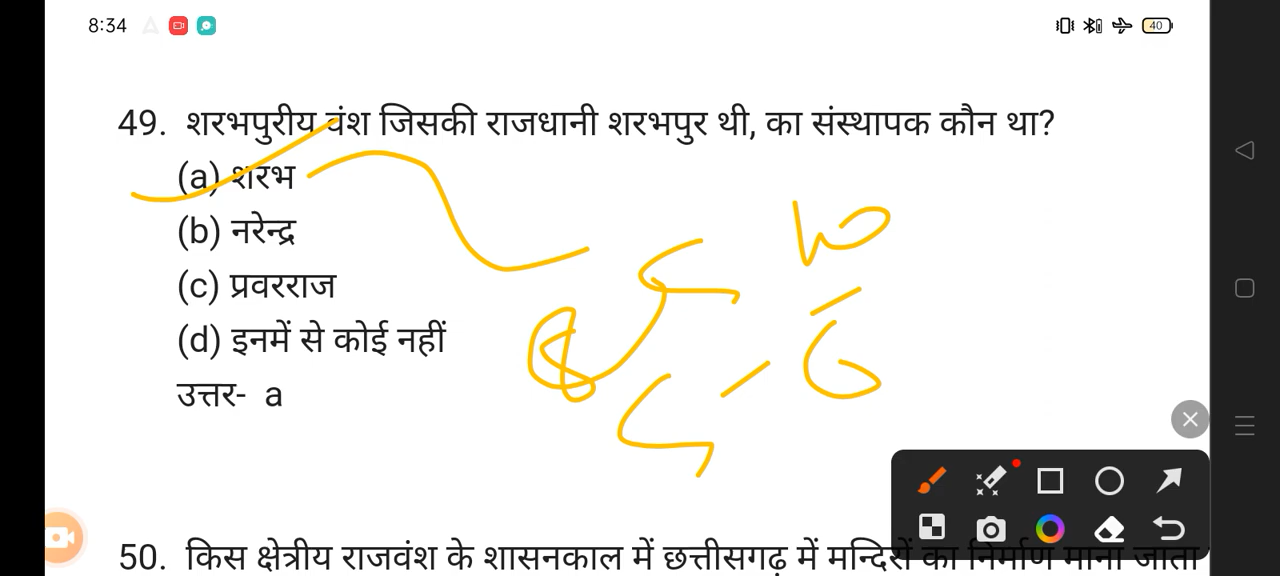 8:34
40
49. शरभपुरीय वंश जिसकी राजधानी शरभपुर थी, का संस्थापक कौन था?
(a) शरभ
(b) नरेन्द्र
(c) प्रवरराज
(d) इनमें से कोई नहीं
उत्तर- a
50. किस क्षेत्रीय राजवंश के शासनकाल में छत्तीसगढ़ में मन्दिरों का निर्माण माना जाता